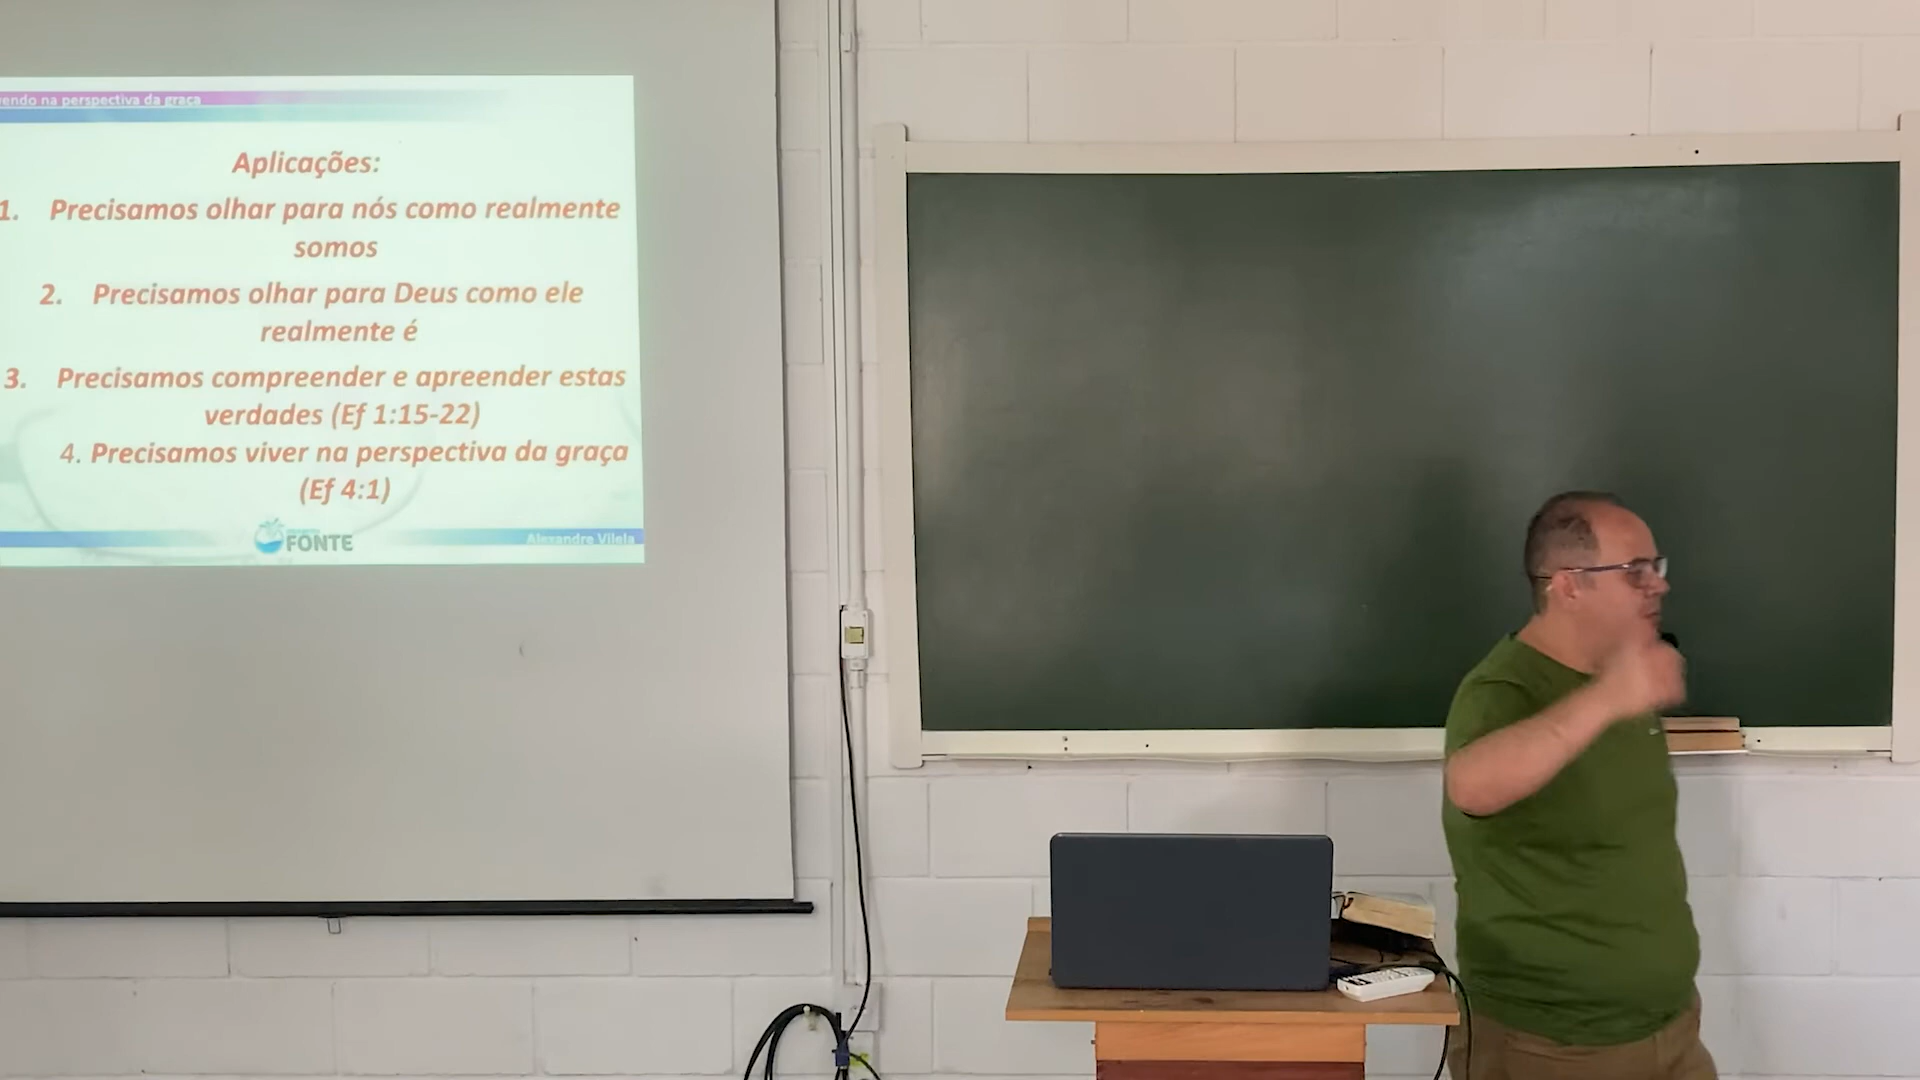 endo na perspectiva da graça
Aplicações:
1. Precisamos olhar para nós como realmente
somos
2. Precisamos olhar para Deus como ele
realmente é
3. Precisamos compreender e apreender estas
verdades (Ef 1:15-22)
4. Precisamos viver na perspectiva da graça
(Ef 4:1)
FONTE
Alexandre Vilela